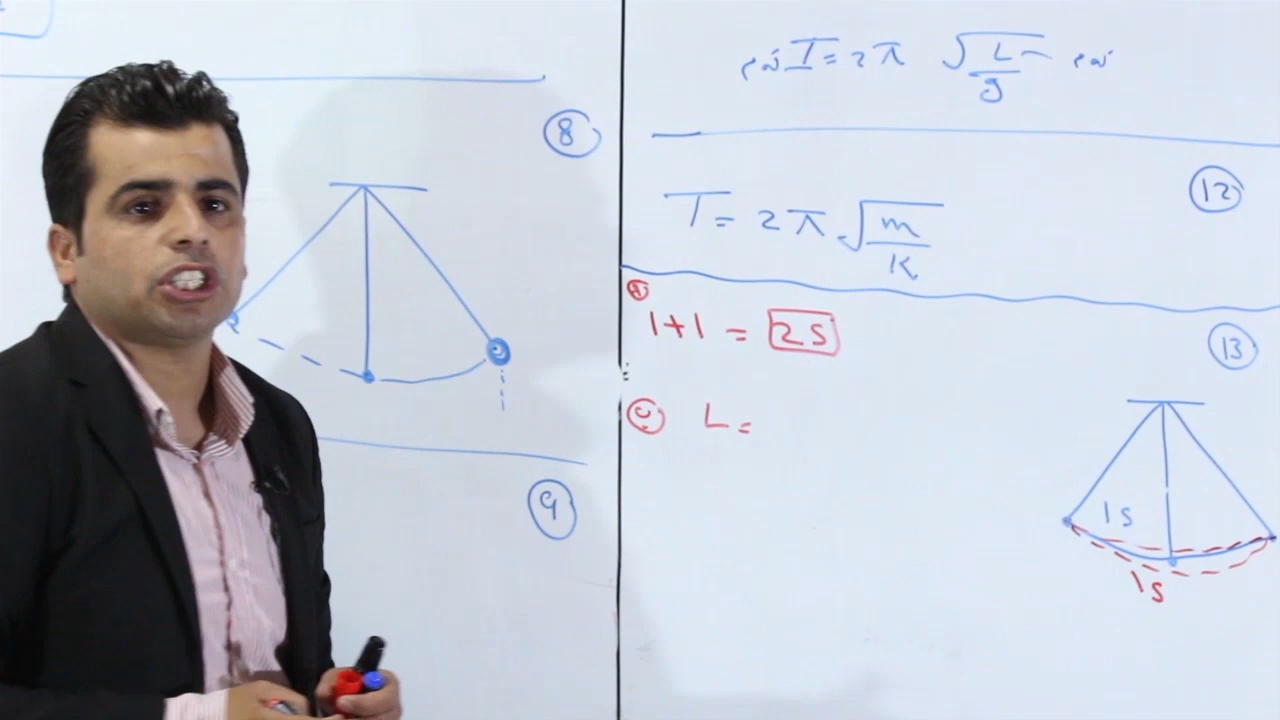 8
9
T = 2π √L/g
12
T = 2π √m/K
1+1 = 2S
13
L =
1S
1S